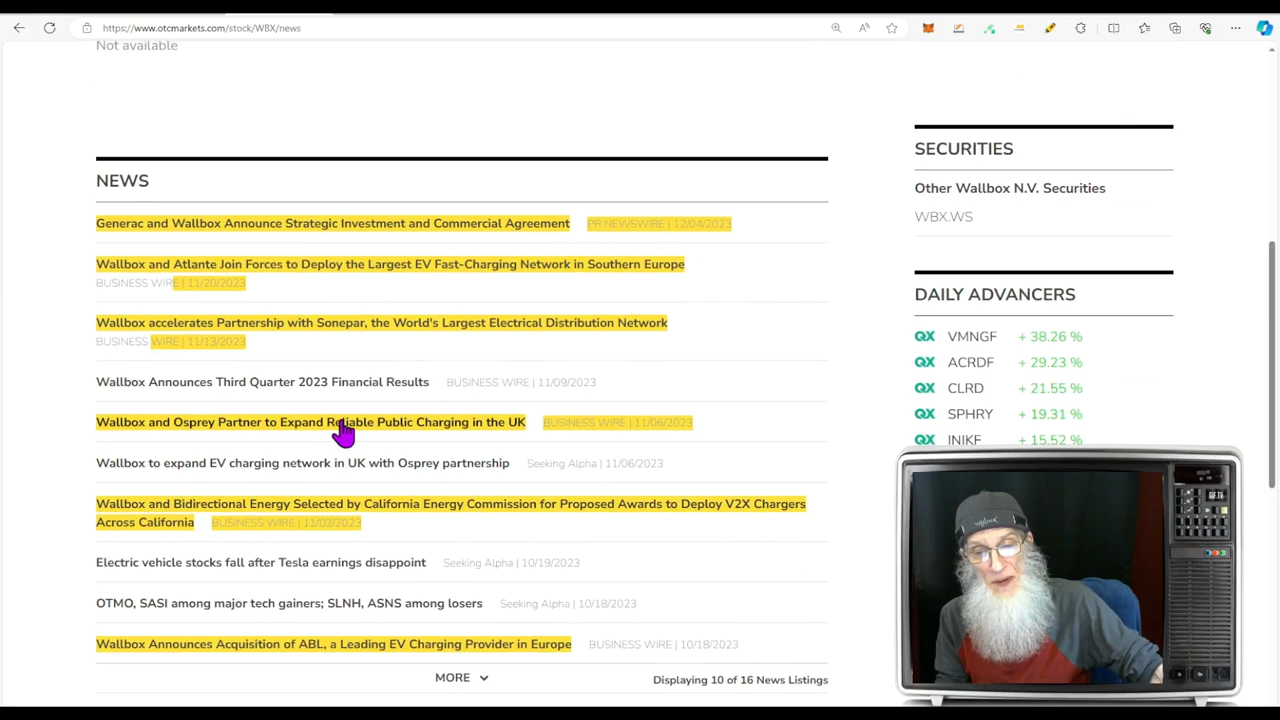 https://www.otcmarkets.com/stock/WBX/news
Not available
NEWS
Generac and Wallbox Announce Strategic Investment and Commercial Agreement PR NEWSWIRE | 12/04/2023
Wallbox and Atlante Join Forces to Deploy the Largest EV Fast-Charging Network in Southern Europe
BUSINESS WIRE | 11/20/2023
Wallbox accelerates Partnership with Sonepar, the World's Largest Electrical Distribution Network
BUSINESS WIRE | 11/13/2023
Wallbox Announces Third Quarter 2023 Financial Results BUSINESS WIRE | 11/09/2023
Wallbox and Osprey Partner to Expand Reliable Public Charging in the UK BUSINESS WIRE | 11/06/2023
Wallbox to expand EV charging network in UK with Osprey partnership Seeking Alpha | 11/06/2023
Wallbox and Bidirectional Energy Selected by California Energy Commission for Proposed Awards to Deploy V2X Chargers
Across California BUSINESS WIRE | 11/02/2023
Electric vehicle stocks fall after Tesla earnings disappoint Seeking Alpha | 10/19/2023
OTMO, SASI among major tech gainers; SLNH, ASNS among losers Seeking Alpha | 10/18/2023
Wallbox Announces Acquisition of ABL, a Leading EV Charging Provider in Europe BUSINESS WIRE | 10/18/2023
MORE
Displaying 10 of 16 News Listings
SECURITIES
Other Wallbox N.V. Securities
WBX.WS
DAILY ADVANCERS
QX VMNGF + 38.26 %
QX ACRDF + 29.23 %
QX CLRD + 21.55 %
QX SPHRY + 19.31 %
QX INIKF + 15.52 %